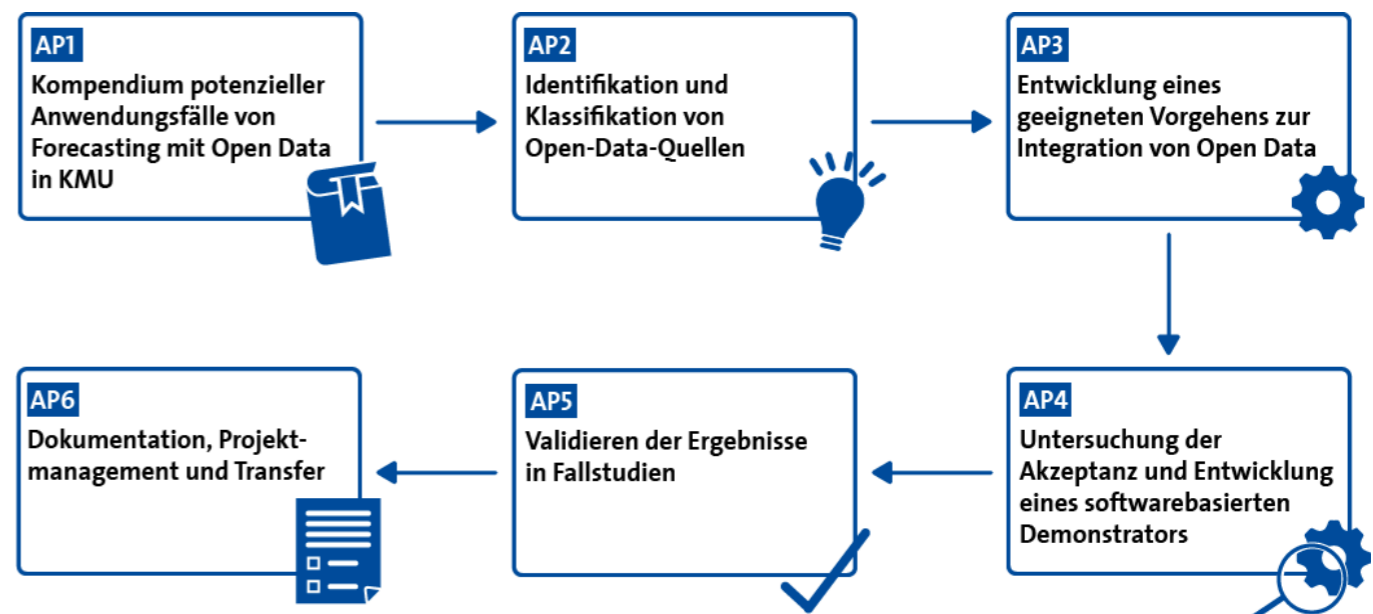 AP1
Kompendium potenzieller
Anwendungsfälle von
Forecasting mit Open Data
in KMU
AP2
Identifikation und
Klassifikation von
Open-Data-Quellen
AP3
Entwicklung eines
geeigneten Vorgehens zur
Integration von Open Data
AP4
Untersuchung der
Akzeptanz und Entwicklung
eines softwarebasierten
Demonstrators
AP5
Validieren der Ergebnisse
in Fallstudien
AP6
Dokumentation, Projekt-
management und Transfer